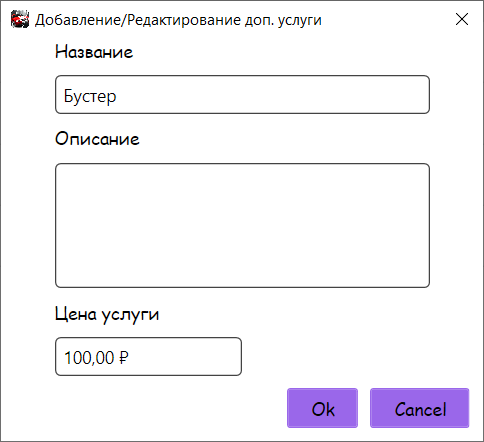 Добавление/Редактирование доп. услуги
Название
Бустер
Описание
Цена услуги
100,00 ₽
Ok
Cancel